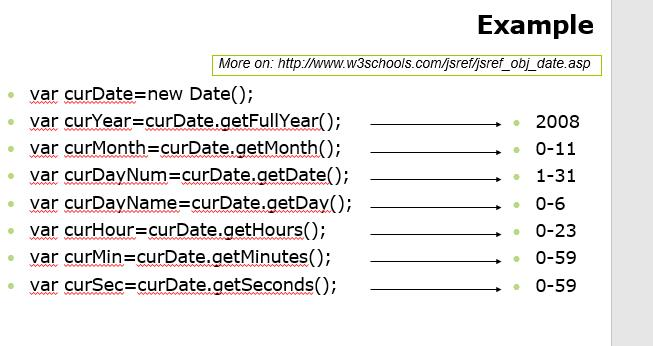 Example
More on: http://www.w3schools.com/jsref/jsref_obj_date.asp
• var curDate=new Date();
• var curYear=curDate.getFullYear(); • 2008
• var curMonth=curDate.getMonth(); • 0-11
• var curDayNum=curDate.getDate(); • 1-31
• var curDayName=curDate.getDay(); • 0-6
• var curHour=curDate.getHours(); • 0-23
• var curMin=curDate.getMinutes(); • 0-59
• var curSec=curDate.getSeconds(); • 0-59